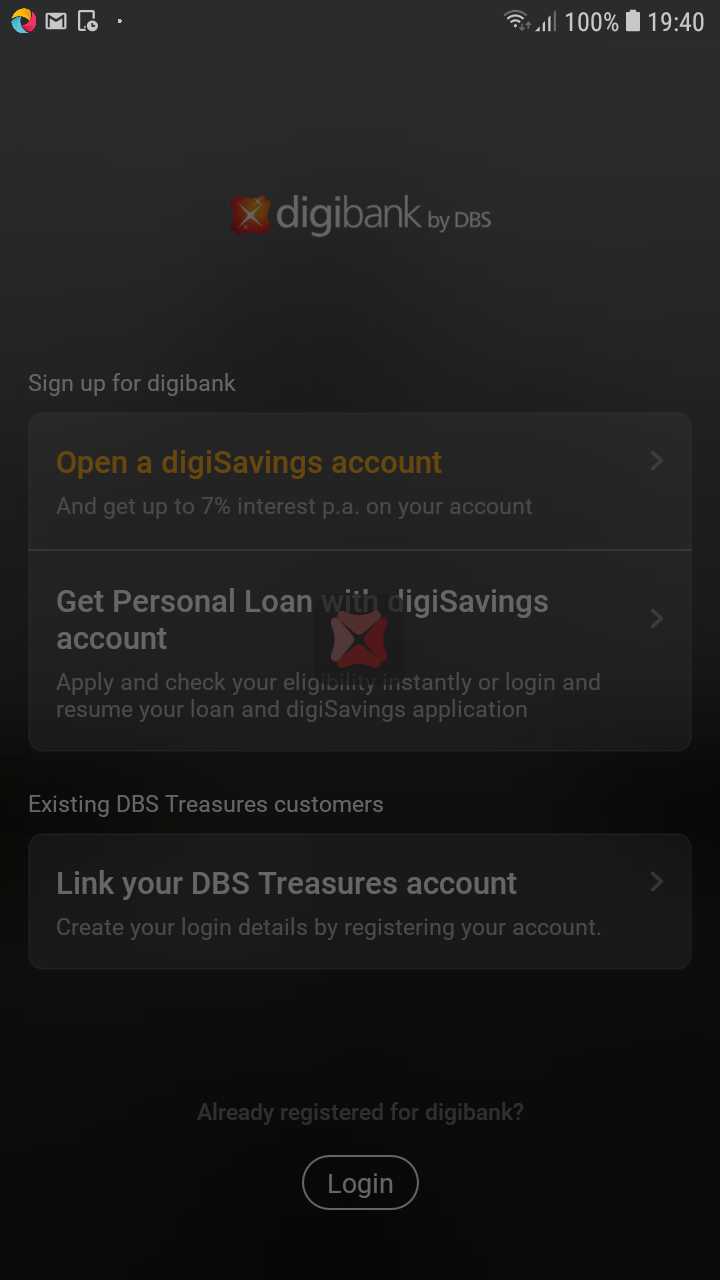 100% 19:40
digibank by DBS
Sign up for digibank
Open a digiSavings account
And get up to 7% interest p.a. on your account
Get Personal Loan with digiSavings
account
Apply and check your eligibility instantly or login and
resume your loan and digiSavings application
Existing DBS Treasures customers
Link your DBS Treasures account
Create your login details by registering your account.
Already registered for digibank?
Login